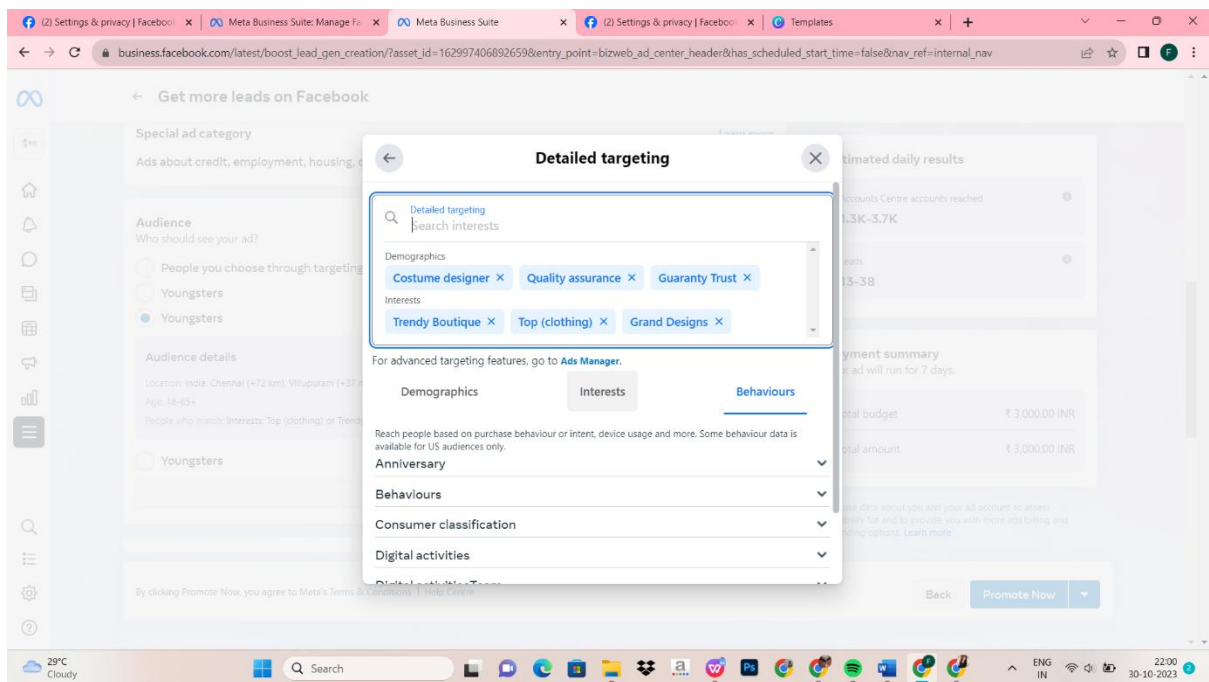 (2) Settings & privacy | Facebook
Meta Business Suite: Manage Fa
Meta Business Suite
(2) Settings & privacy | Facebook
Templates
business.facebook.com/latest/boost_lead_gen_creation/?asset_id=162997406892659&entry_point=bizweb_ad_center_header&has_scheduled_start_time=false&nav_ref=internal_nav
Get more leads on Facebook
Special ad category
Learn more
Ads about credit, employment, housing,
Detailed targeting
timated daily results
Detailed targeting
Search interests
Accounts Centre accounts reached
1.3K-3.7K
Audience
Who should see your ad?
People you choose through targeting
Youngsters
Youngsters
Demographics
Costume designer × Quality assurance × Guaranty Trust ×
Interests
Trendy Boutique × Top (clothing) × Grand Designs ×
eads
13-38
For advanced targeting features, go to Ads Manager.
Audience details
Location: India: Chennai (+72 km), Villupuram (+37
Age: 18-65+
People who match: Interests: Top (clothing) or Trend
yment summary
ur ad will run for 7 days.
Demographics
Interests
Behaviours
otal budget
₹ 3,000.00 INR
otal amount
₹ 3,000.00 INR
Reach people based on purchase behaviour or intent, device usage and more. Some behaviour data is
available for US audiences only.
Anniversary
Behaviours
Consumer classification
Digital activities
Youngsters
Learn more
By clicking Promote Now, you agree to Meta's Terms & Conditions | Help Centre
Back
Promote Now
29°C
Cloudy
Search
ENG
IN
22:00
30-10-2023
2